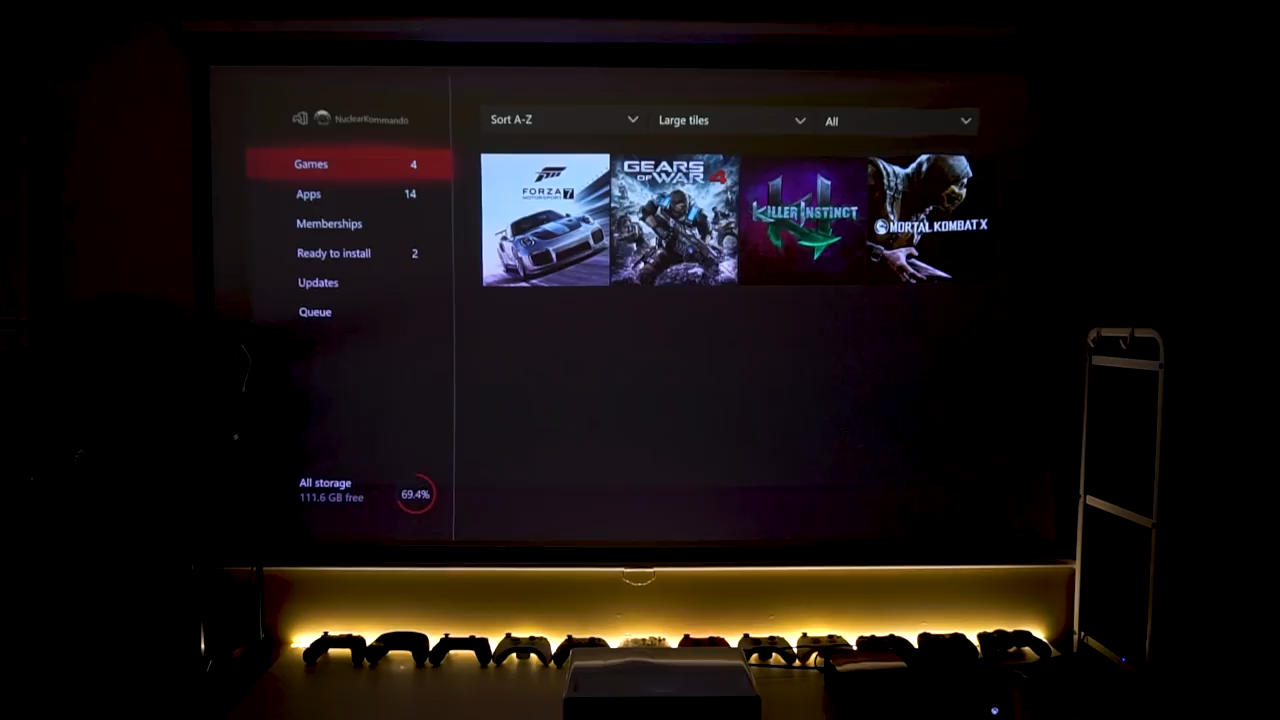 NuclearKommando
Games 4
Apps 14
Memberships
Ready to install 2
Updates
Queue
All storage
111.6 GB free
69.4%
Sort A-Z
Large tiles
All
FORZA
MOTORSPORT 7
GEARS
OF WAR 4
KILLER INSTINCT
MORTAL KOMBAT X